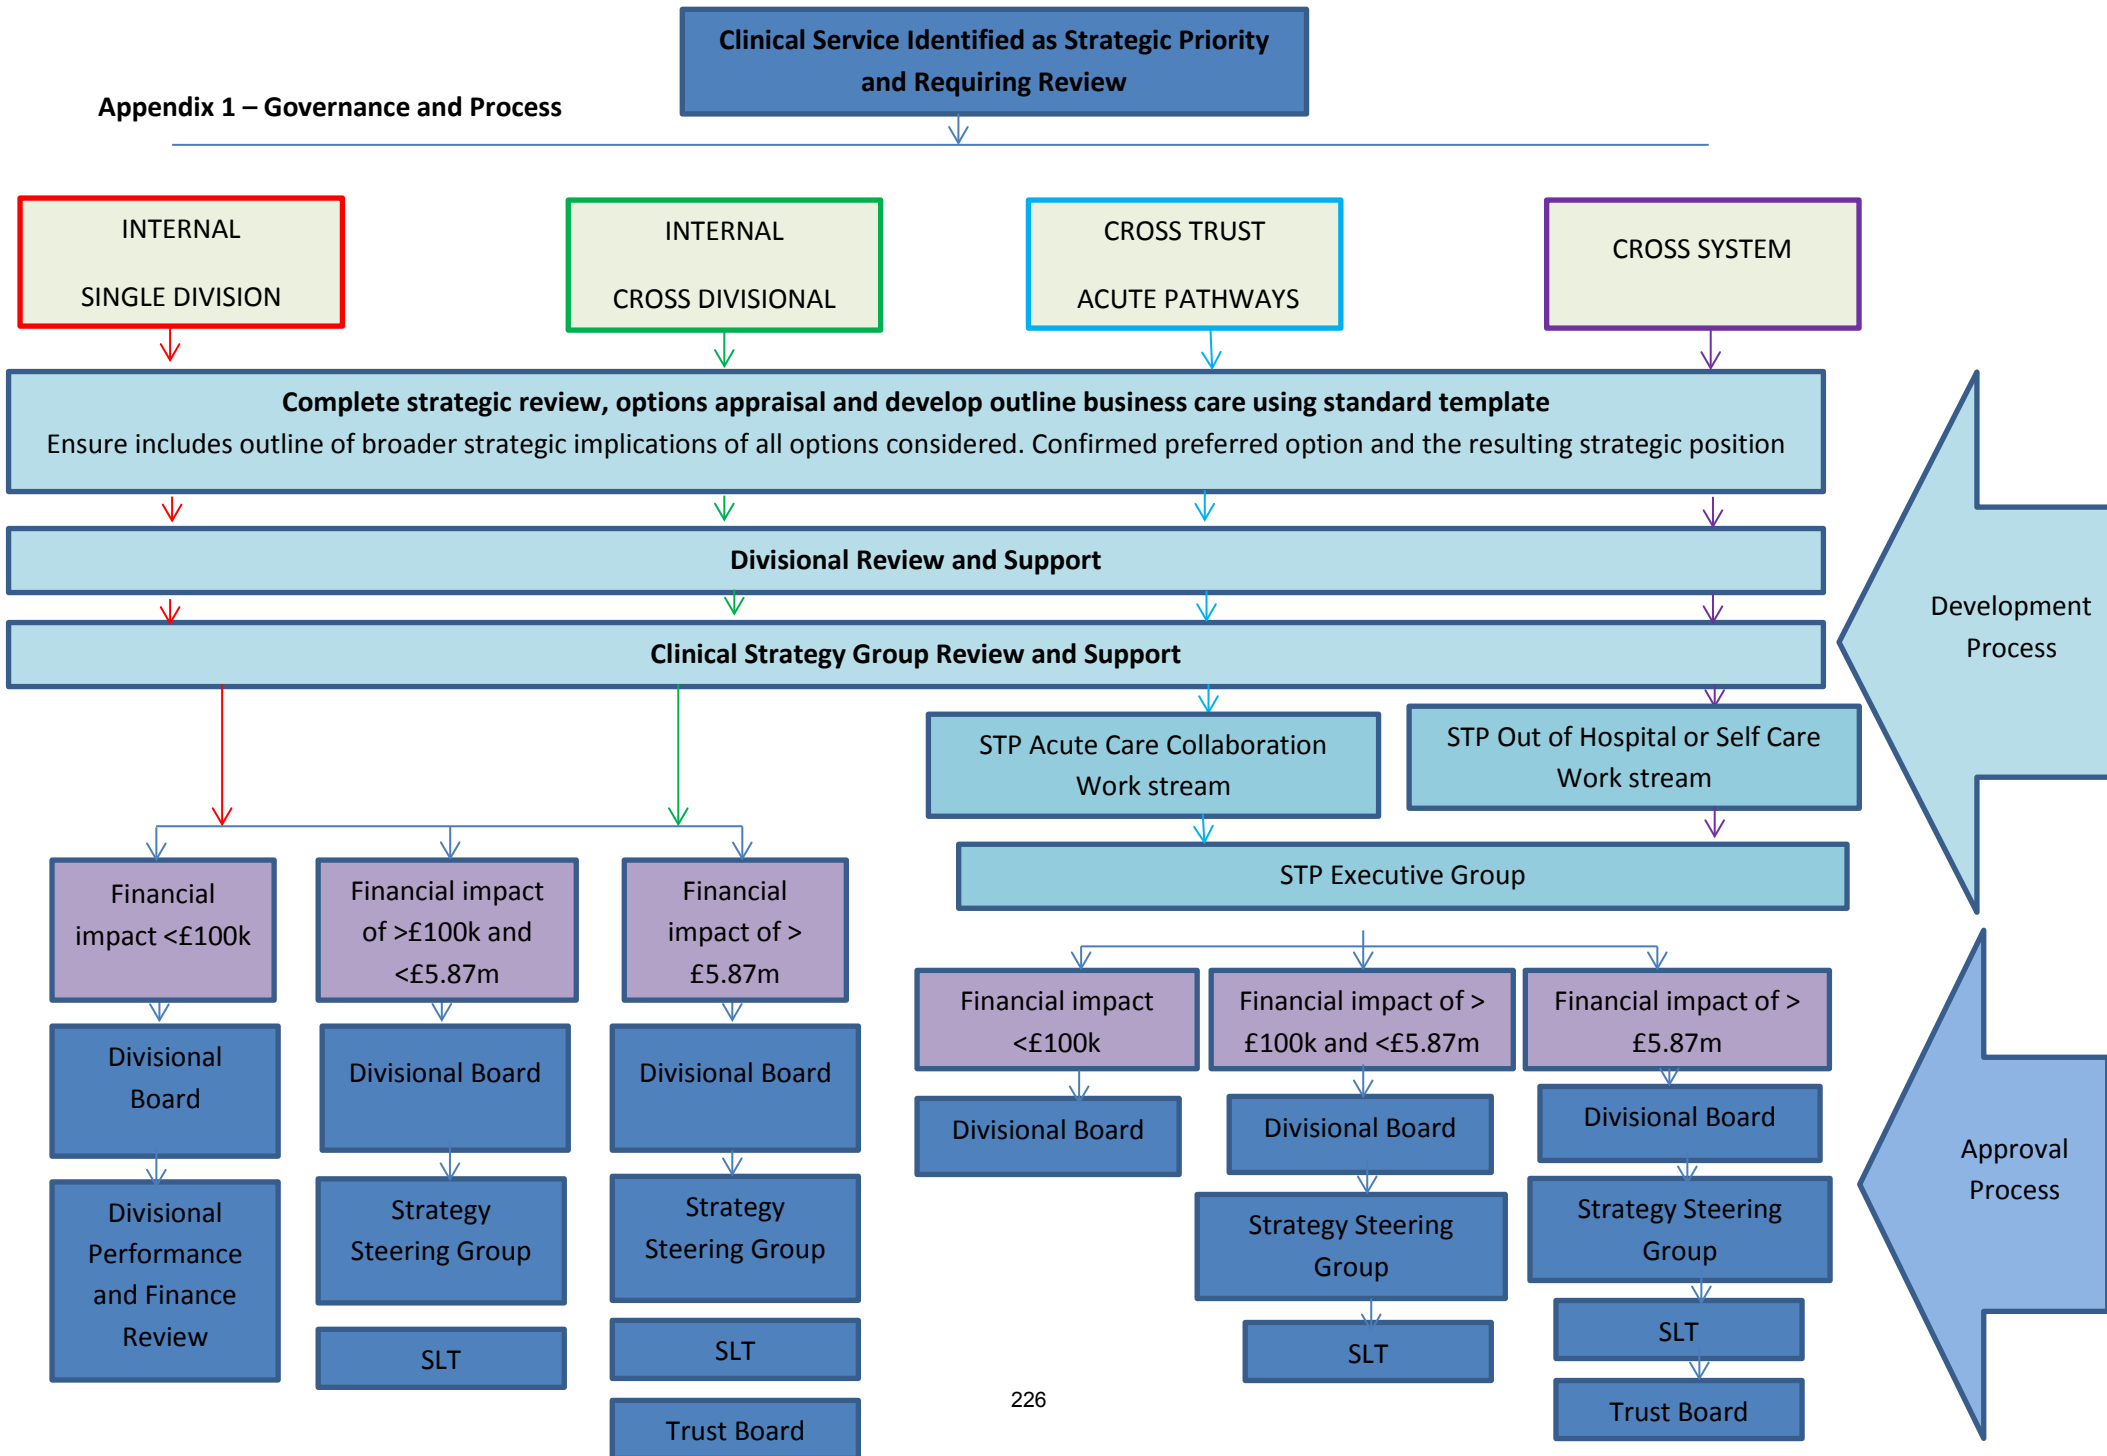 Clinical Service Identified as Strategic Priority
and Requiring Review
Appendix 1 – Governance and Process
INTERNAL
SINGLE DIVISION
INTERNAL
CROSS DIVISIONAL
CROSS TRUST
ACUTE PATHWAYS
CROSS SYSTEM
Complete strategic review, options appraisal and develop outline business care using standard template
Ensure includes outline of broader strategic implications of all options considered. Confirmed preferred option and the resulting strategic position
Divisional Review and Support
Clinical Strategy Group Review and Support
Development
Process
STP Acute Care Collaboration
Work stream
STP Out of Hospital or Self Care
Work stream
STP Executive Group
Financial
impact <£100k
Financial impact
of >£100k and
<£5.87m
Financial
impact of >
£5.87m
Financial impact
<£100k
Financial impact of >
£100k and <£5.87m
Financial impact of >
£5.87m
Divisional
Board
Divisional Board
Divisional Board
Divisional Board
Divisional Board
Divisional Board
Approval
Process
Divisional
Performance
and Finance
Review
Strategy
Steering Group
Strategy
Steering Group
Strategy Steering
Group
Strategy Steering
Group
SLT
SLT
SLT
SLT
Trust Board
Trust Board
226